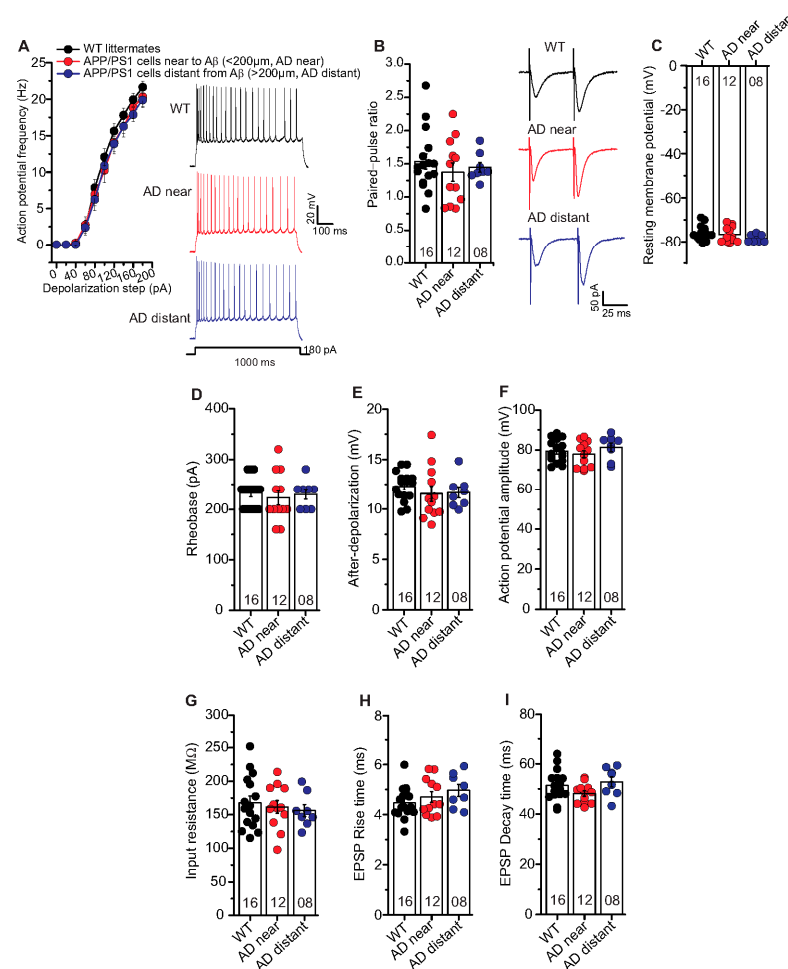 A
WT littermates
APP/PS1 cells near to Aβ (<200μm, AD near)
APP/PS1 cells distant from Aβ (>200μm, AD distant)
Action potential frequency (Hz)
25
20
15
10
5
0
0 40 80 120 160 200
Depolarization step (pA)
WT
AD near
AD distant
20 mV
100 ms
180 pA
1000 ms
B
Paired–pulse ratio
3.0
2.5
2.0
1.5
1.0
0.5
0.0
16 12 08
WT
AD near
AD distant
WT
AD near
AD distant
50 pA
25 ms
C
WT
AD near
AD distan
Resting membrane potential (mV)
0
-20
-40
-60
-80
16 12 08
D
Rheobase (pA)
400
300
200
100
0
16 12 08
WT
AD near
AD distant
E
After-depolarization (mV)
20
15
10
5
0
16 12 08
WT
AD near
AD distant
F
Action potential amplitude (mV)
100
80
60
40
20
0
16 12 08
WT
AD near
AD distant
G
Input resistance (MΩ)
300
250
200
150
100
50
0
16 12 08
WT
AD near
AD distant
H
EPSP Rise time (ms)
8
6
4
2
0
16 12 08
WT
AD near
AD distant
I
EPSP Decay time (ms)
80
60
40
20
0
16 12 08
WT
AD near
AD distant